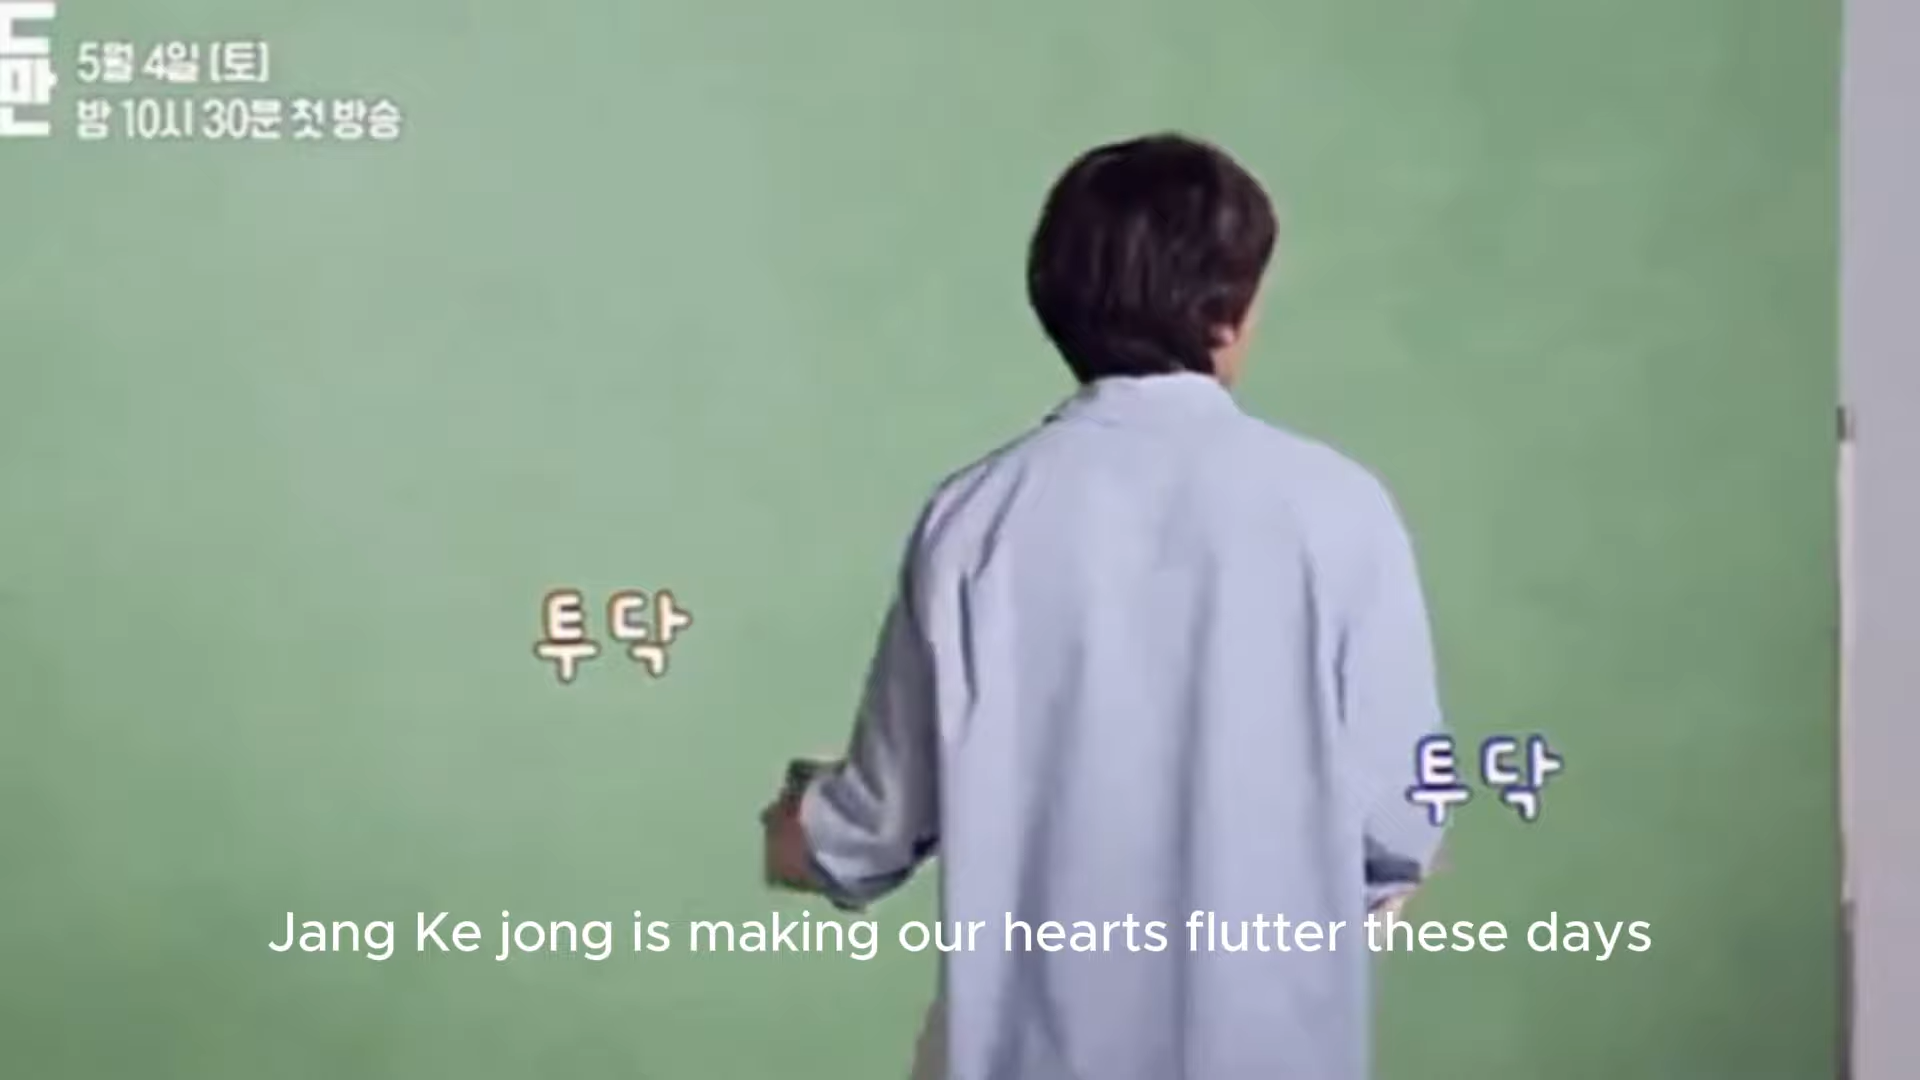 5월 4일 [토]
밤 10시 30분 첫 방송
투닥
투닥
Jang Ke jong is making our hearts flutter these days